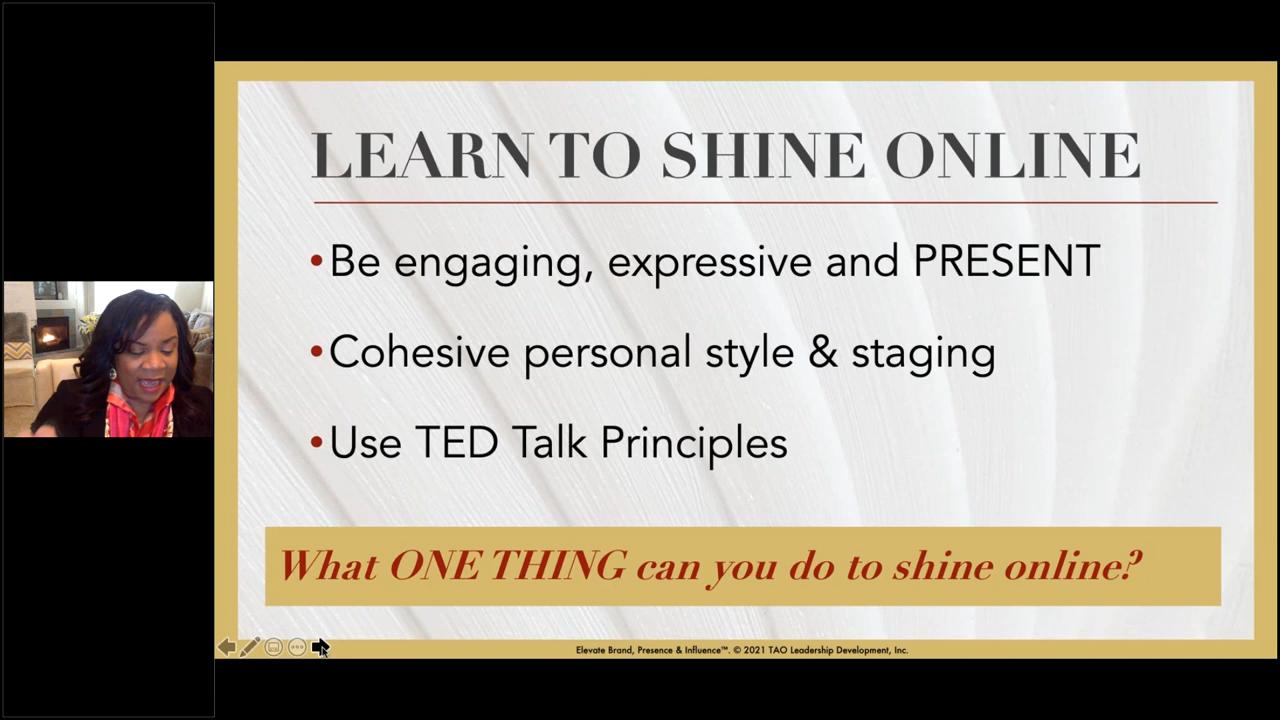 LEARN TO SHINE ONLINE
•Be engaging, expressive and PRESENT
•Cohesive personal style & staging
•Use TED Talk Principles
What ONE THING can you do to shine online?
Elevate Brand, Presence & Influence™. © 2021 TAO Leadership Development, Inc.